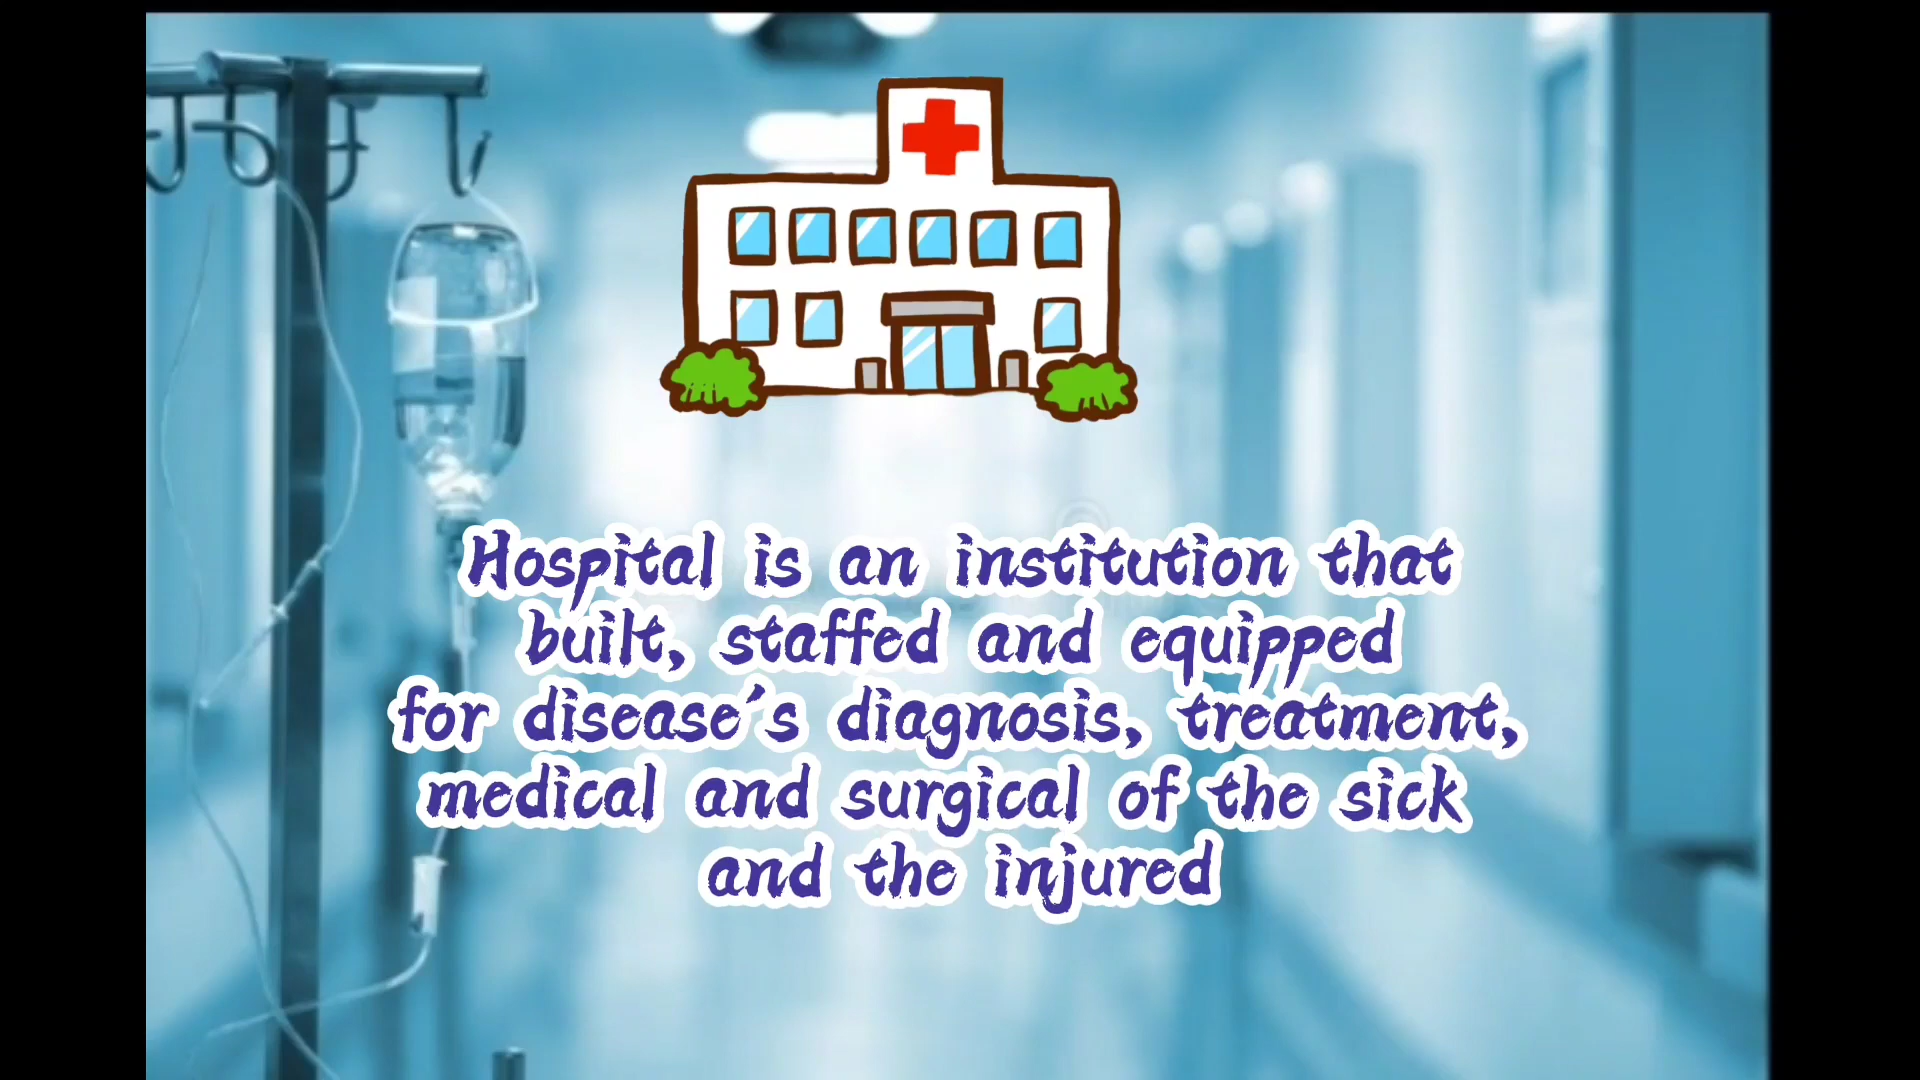 Hospital is an institution that
built, staffed and equipped
for disease's diagnosis, treatment,
medical and surgical of the sick
and the injured